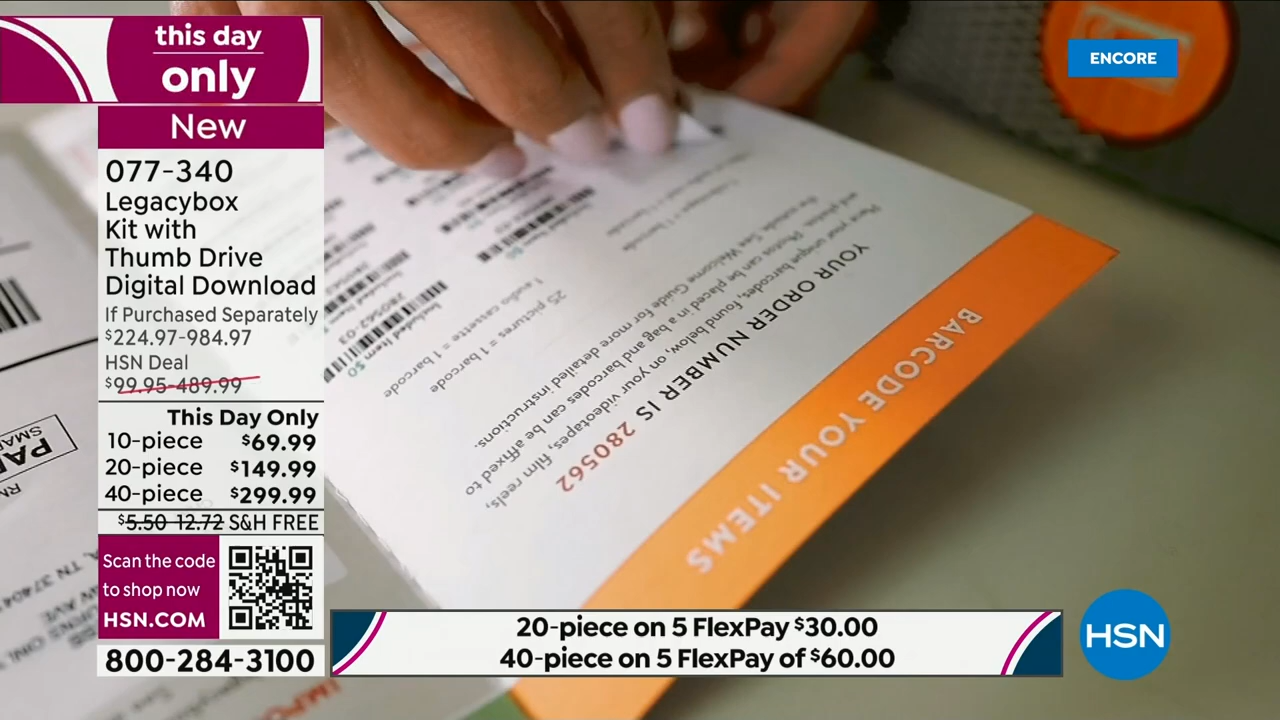 this day
only
New
077-340
Legacybox
Kit with
Thumb Drive
Digital Download
If Purchased Separately
$224.97-984.97
HSN Deal
$99.95-489.99
This Day Only
10-piece $69.99
20-piece $149.99
40-piece $299.99
$5.50-12.72 S&H FREE
Scan the code
to shop now
HSN.COM
800-284-3100
ENCORE
BARCODE YOUR ITEMS
YOUR ORDER NUMBER IS 280562
Place your unique barcodes, found below, on your videotapes, film reels,
and photos. Photos can be placed in a bag and barcodes can be affixed to
the outside. See Welcome Guide for more detailed instructions.
25 pictures = 1 barcode
1 audio cassette = 1 barcode
20-piece on 5 FlexPay $30.00
40-piece on 5 FlexPay of $60.00
HSN